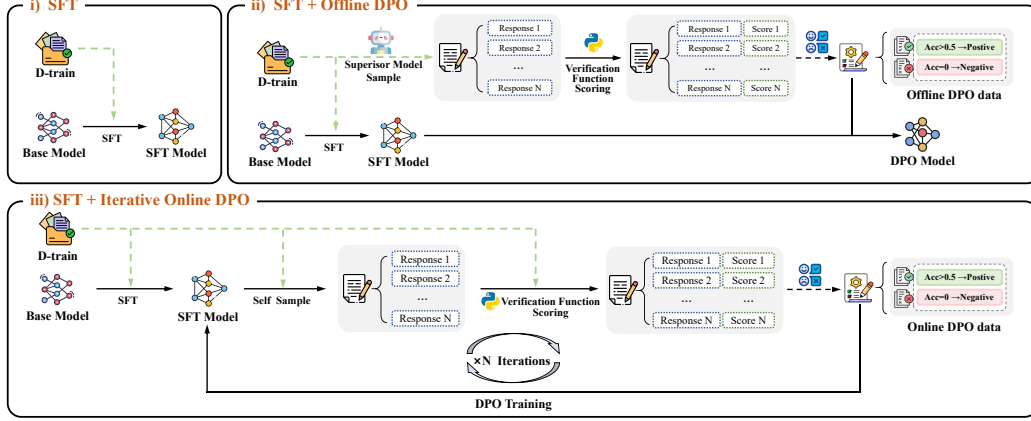 i) SFT
D-train
Base Model
SFT
SFT Model
ii) SFT + Offline DPO
D-train
Superisor Model
Sample
Response 1
Response 2
...
Response N
Verification
Function
Scoring
Response 1
Score 1
Response 2
Score 2
...
...
Response N
Score N
Acc>0.5 →Postive
Acc=0 →Negative
Offline DPO data
Base Model
SFT
SFT Model
DPO Model
iii) SFT + Iterative Online DPO
D-train
Base Model
SFT
SFT Model
Self Sample
Response 1
Response 2
...
Response N
Verification Function
Scoring
Response 1
Score 1
Response 2
Score 2
...
...
Response N
Score N
Acc>0.5 →Postive
Acc=0 →Negative
Online DPO data
×N Iterations
DPO Training